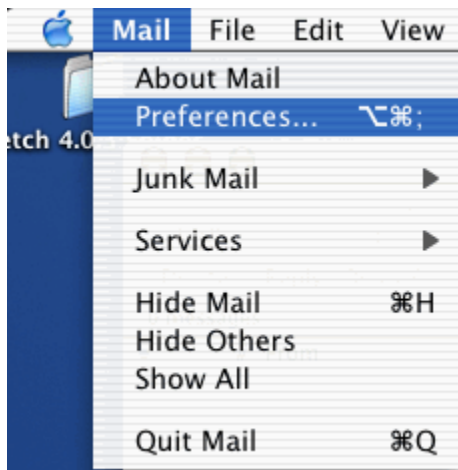 Mail File Edit View
About Mail
Preferences... ⌥⌘;
etch 4.0
Junk Mail ▶
Services ▶
Hide Mail ⌘H
Hide Others
Show All
Quit Mail ⌘Q